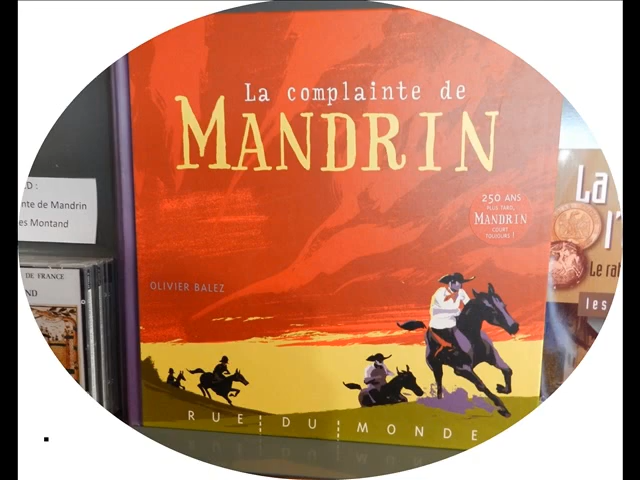 La complainte de
MANDRIN
250 ANS
PLUS TARD,
MANDRIN
COURT
TOUJOURS !
OLIVIER BALEZ
RUE DU MONDE
D :
nte de Mandrin
es Montand
DE FRANCE
ND
La
l'
Le ra
les